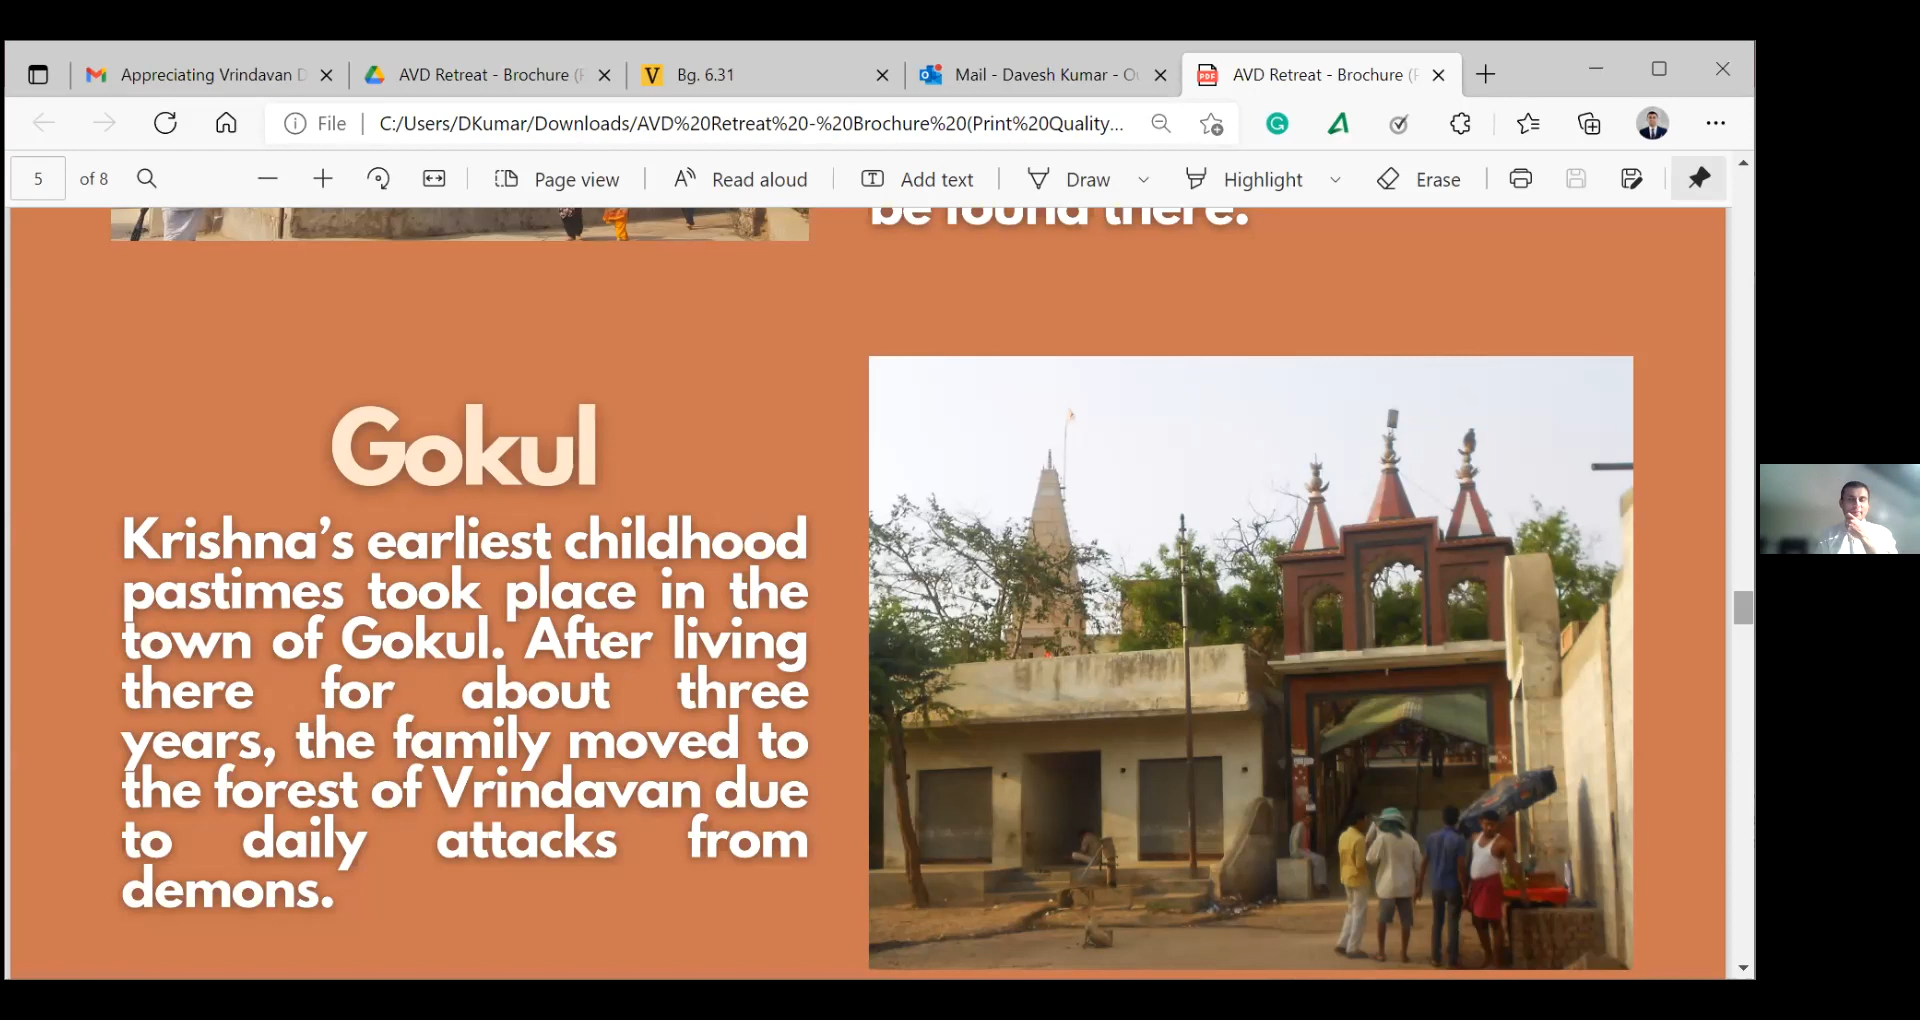 Appreciating Vrindavan D
AVD Retreat - Brochure (F
Bg. 6.31
Mail - Davesh Kumar - Ou
AVD Retreat - Brochure (F
File
C:/Users/DKumar/Downloads/AVD%20Retreat%20-%20Brochure%20(Print%20Quality...
5 of 8
Page view
Read aloud
Add text
Draw
Highlight
Erase
be found there.
Gokul
Krishna’s earliest childhood
pastimes took place in the
town of Gokul. After living
there for about three
years, the family moved to
the forest of Vrindavan due
to daily attacks from
demons.